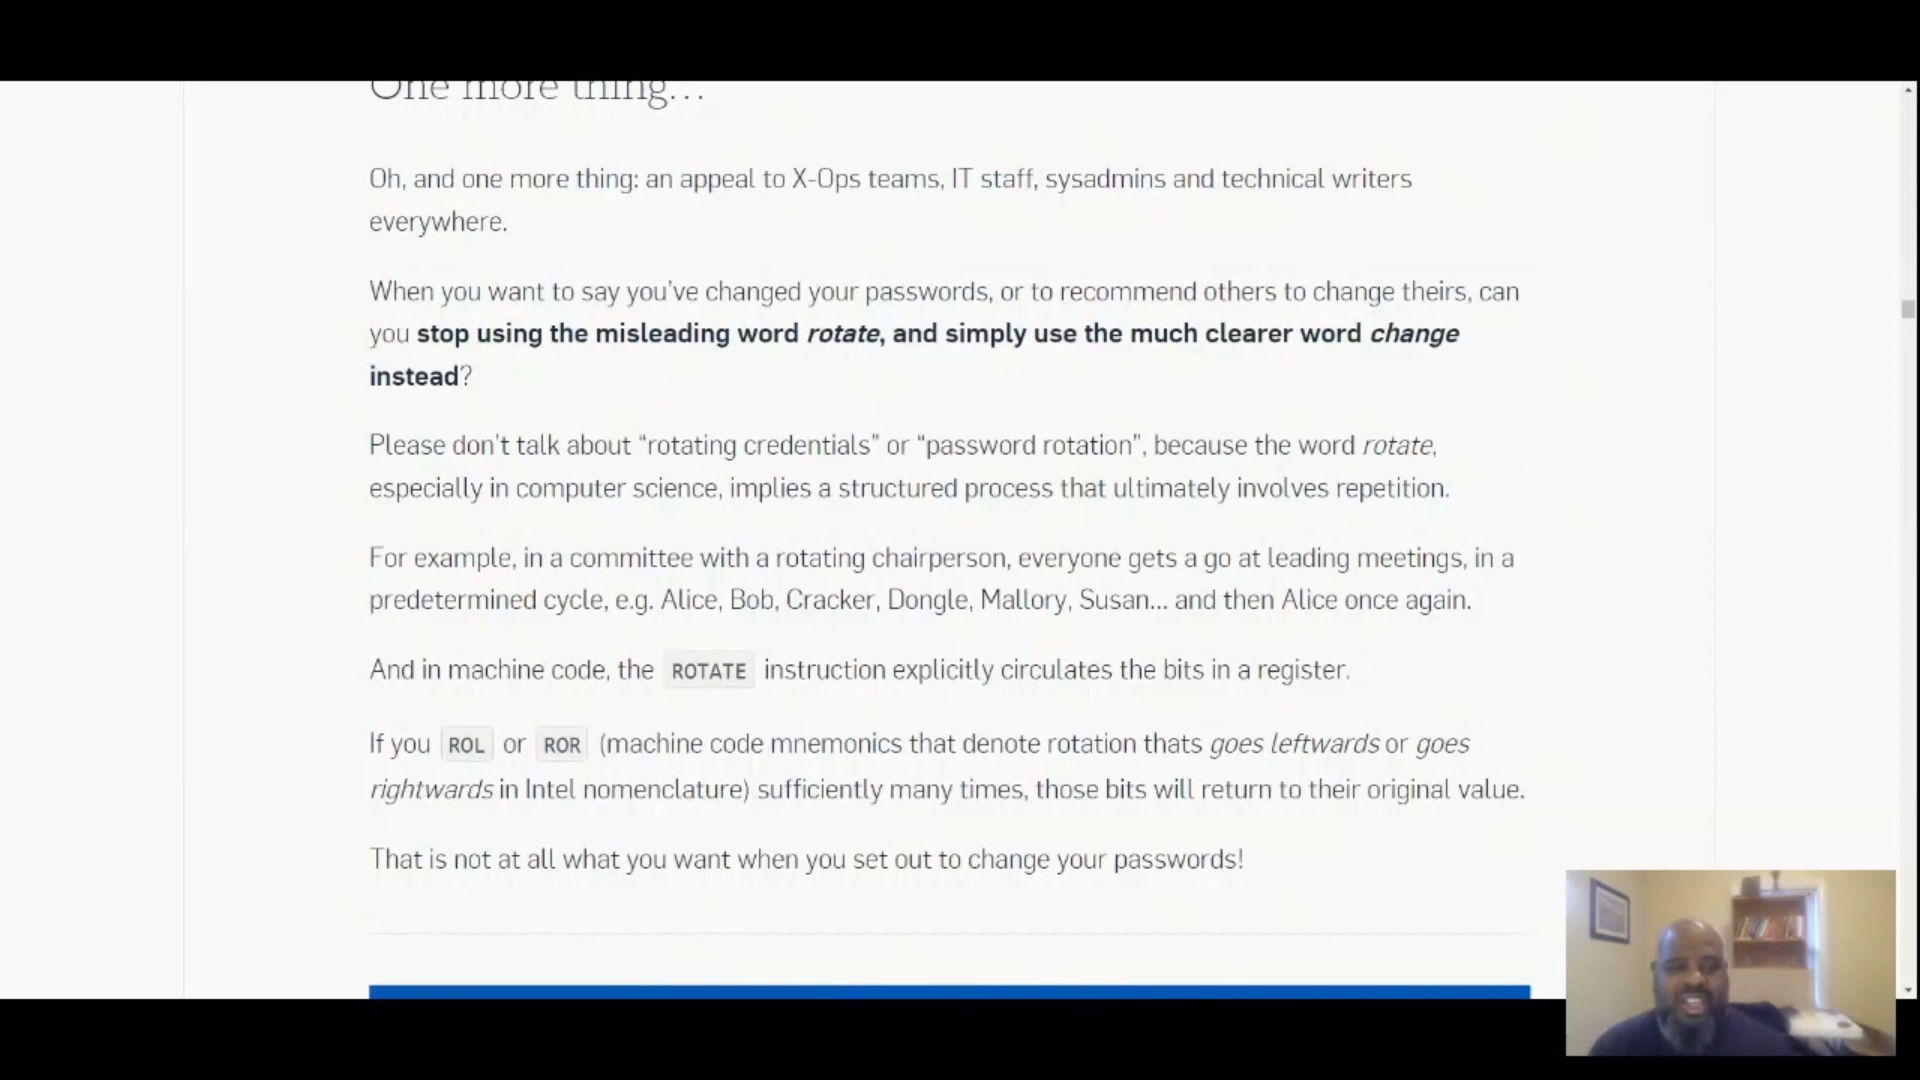 One more thing...
Oh, and one more thing: an appeal to X-Ops teams, IT staff, sysadmins and technical writers
everywhere.
When you want to say you've changed your passwords, or to recommend others to change theirs, can
you stop using the misleading word rotate, and simply use the much clearer word change
instead?
Please don't talk about “rotating credentials” or “password rotation”, because the word rotate,
especially in computer science, implies a structured process that ultimately involves repetition.
For example, in a committee with a rotating chairperson, everyone gets a go at leading meetings, in a
predetermined cycle, e.g. Alice, Bob, Cracker, Dongle, Mallory, Susan... and then Alice once again.
And in machine code, the ROTATE instruction explicitly circulates the bits in a register.
If you ROL or ROR (machine code mnemonics that denote rotation thats goes leftwards or goes
rightwards in Intel nomenclature) sufficiently many times, those bits will return to their original value.
That is not at all what you want when you set out to change your passwords!